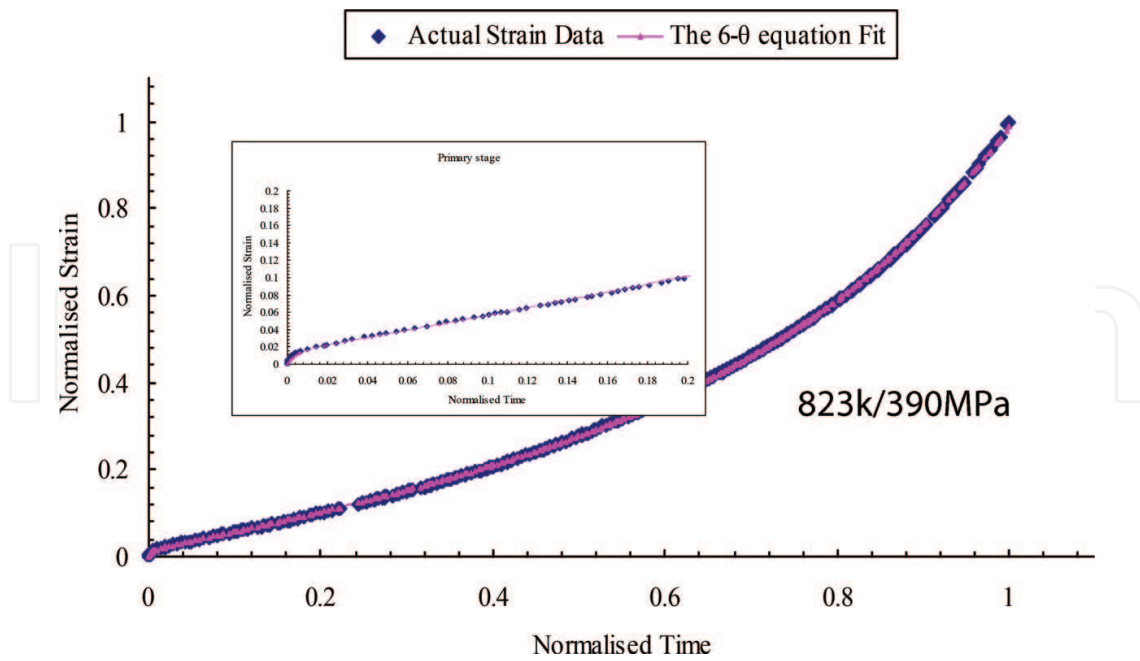 Actual Strain Data
The 6-θ equation Fit
Normalised Strain
1
0.8
0.6
0.4
0.2
0
Primary stage
Normalised Strain
0.2
0.18
0.16
0.14
0.12
0.1
0.08
0.06
0.04
0.02
0
0 0.02 0.04 0.06 0.08 0.1 0.12 0.14 0.16 0.18 0.2
Normalised Time
823k/390MPa
0 0.2 0.4 0.6 0.8 1
Normalised Time